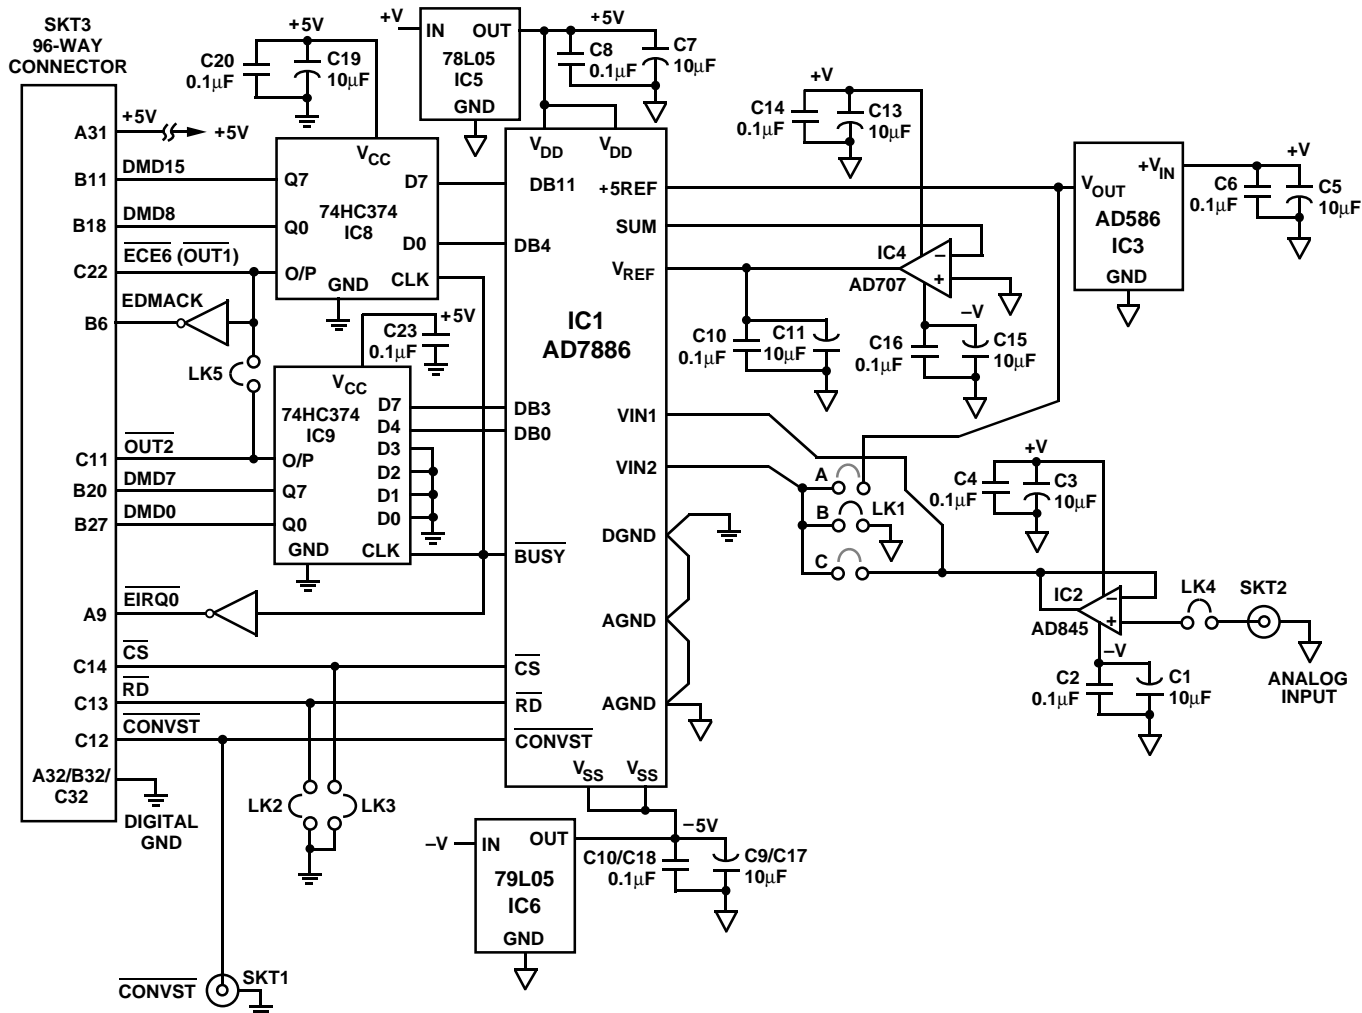 SKT3
96-WAY
CONNECTOR
A31
B11
B18
C22
B6
C11
B20
B27
A9
C14
C13
C12
A32/B32/
C32
+5V
+5V
DMD15
DMD8
ECE6 (OUT1)
EDMACK
LK5
OUT2
DMD7
DMD0
EIRQ0
CS
RD
CONVST
DIGITAL
GND
CONVST
SKT1
LK2
LK3
+5V
C20
0.1µF
C19
10µF
VCC
Q7
D7
74HC374
IC8
Q0
D0
O/P
GND
CLK
C23
0.1µF
+5V
VCC
74HC374
IC9
D7
D4
D3
D2
D1
D0
O/P
Q7
Q0
GND
CLK
+V
IN
OUT
78L05
IC5
GND
+5V
C8
0.1µF
C7
10µF
VDD
VDD
DB11
+5REF
SUM
DB4
VREF
IC1
AD7886
DB3
DB0
VIN1
VIN2
BUSY
DGND
AGND
AGND
CS
RD
CONVST
VSS
VSS
–V
IN
OUT
79L05
IC6
GND
–5V
C10/C18
0.1µF
C9/C17
10µF
+V
C14
0.1µF
C13
10µF
IC4
AD707
–
+
–V
C10
0.1µF
C11
10µF
C16
0.1µF
C15
10µF
VOUT
+VIN
AD586
IC3
GND
+V
C6
0.1µF
C5
10µF
A
B
C
LK1
+V
C4
0.1µF
C3
10µF
IC2
AD845
–
+
–V
C2
0.1µF
C1
10µF
LK4
SKT2
ANALOG
INPUT